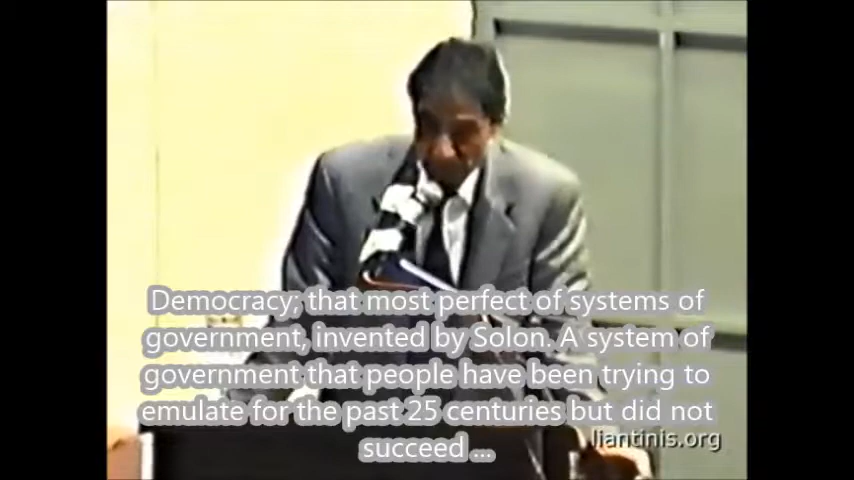 Democracy; that most perfect of systems of
government, invented by Solon. A system of
government that people have been trying to
emulate for the past 25 centuries but did not
succeed ...
liantinis.org